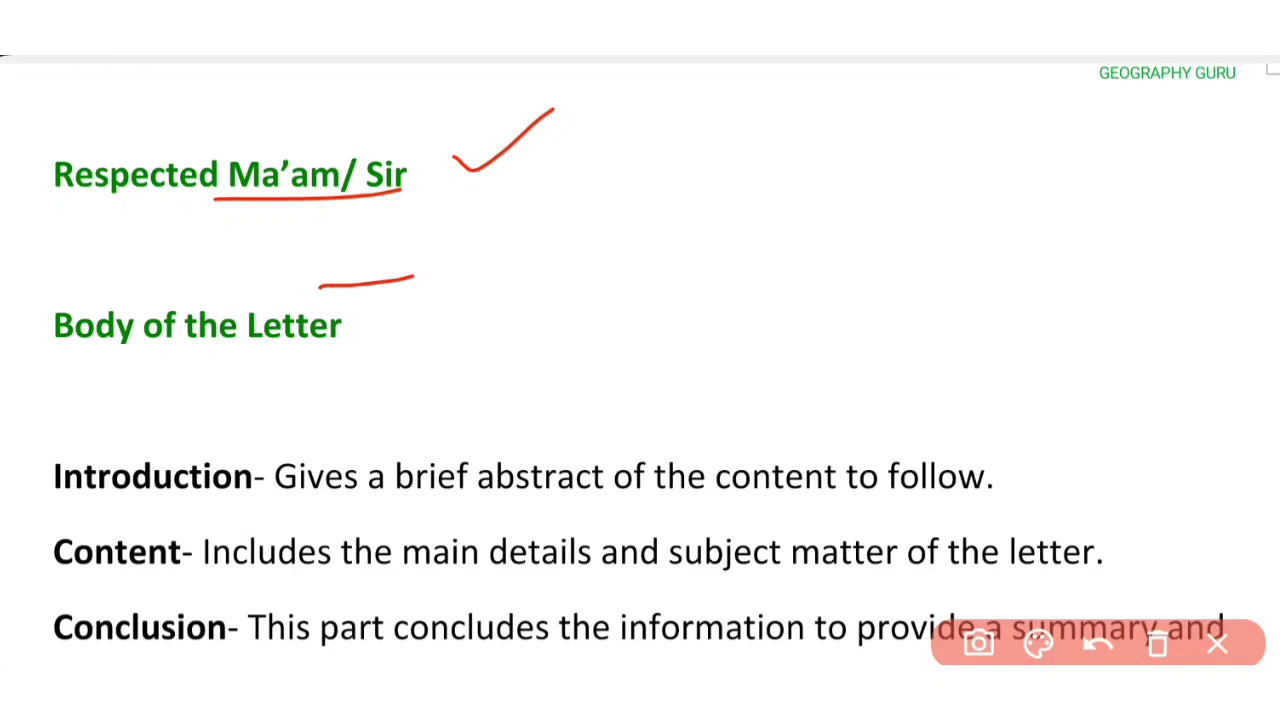 GEOGRAPHY GURU
Respected Ma’am/ Sir
Body of the Letter
Introduction- Gives a brief abstract of the content to follow.
Content- Includes the main details and subject matter of the letter.
Conclusion- This part concludes the information to provide a summary and